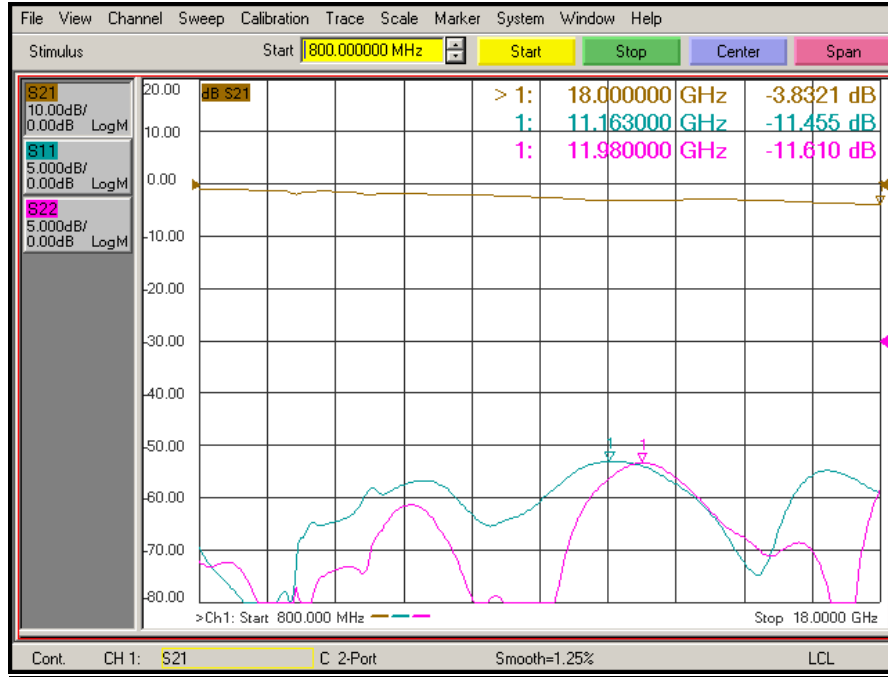 File View Channel Sweep Calibration Trace Scale Marker System Window Help
Stimulus Start 800.000000 MHz Start Stop Center Span
S21
10.00dB/
0.00dB LogM
S11
5.000dB/
0.00dB LogM
S22
5.000dB/
0.00dB LogM
20.00
10.00
0.00
-10.00
-20.00
-30.00
-40.00
-50.00
-60.00
-70.00
-80.00
dB S21
> 1: 18.000000 GHz -3.8321 dB
1: 11.163000 GHz -11.455 dB
1: 11.980000 GHz -11.610 dB
1
1
>Ch1: Start 800.000 MHz Stop 18.0000 GHz
Cont. CH 1: S21 C 2-Port Smooth=1.25% LCL